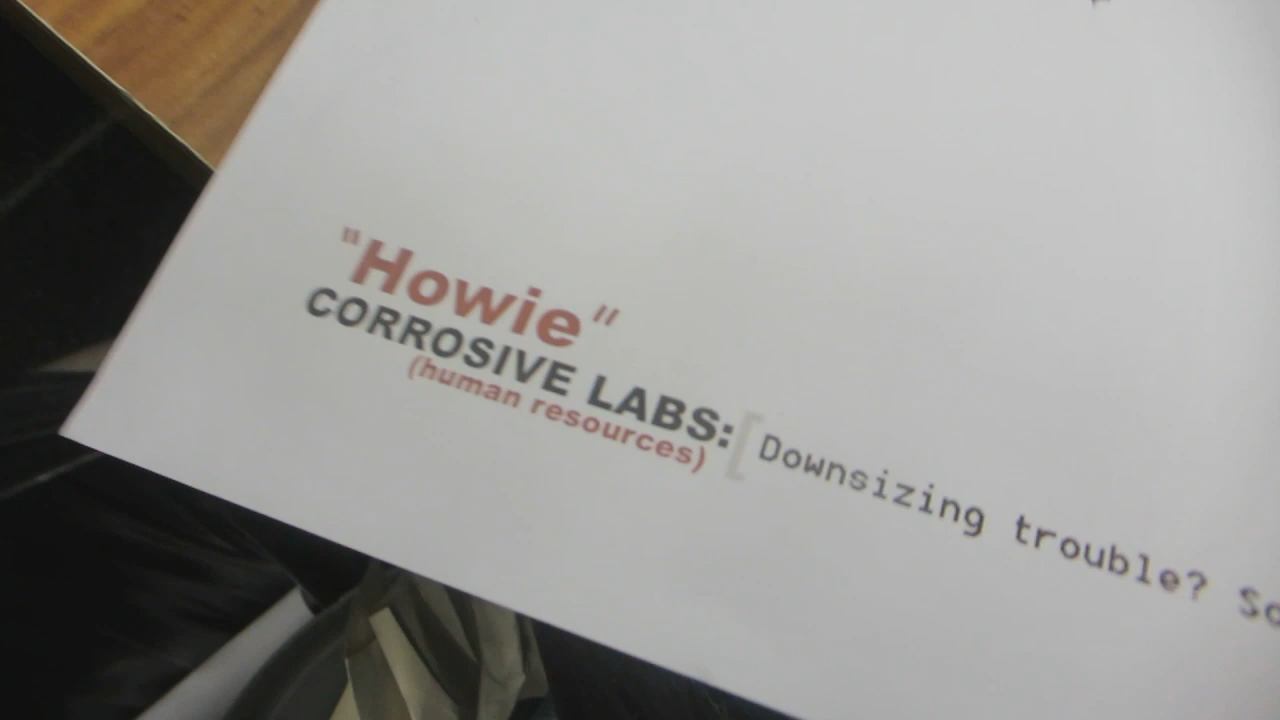 "Howie"
CORROSIVE LABS:
(human resources)
[Downsizing trouble?